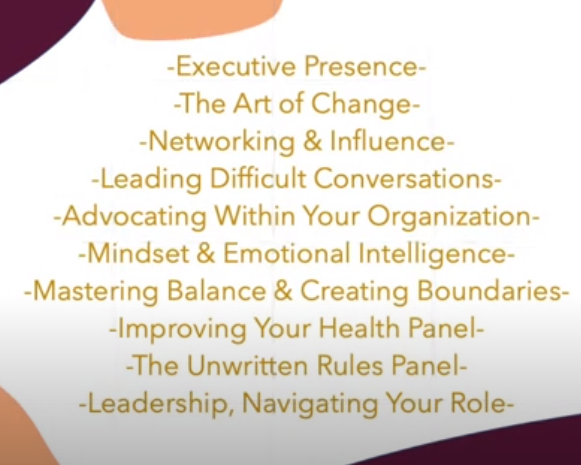 -Executive Presence-
-The Art of Change-
-Networking & Influence-
-Leading Difficult Conversations-
-Advocating Within Your Organization-
-Mindset & Emotional Intelligence-
-Mastering Balance & Creating Boundaries-
-Improving Your Health Panel-
-The Unwritten Rules Panel-
-Leadership, Navigating Your Role-